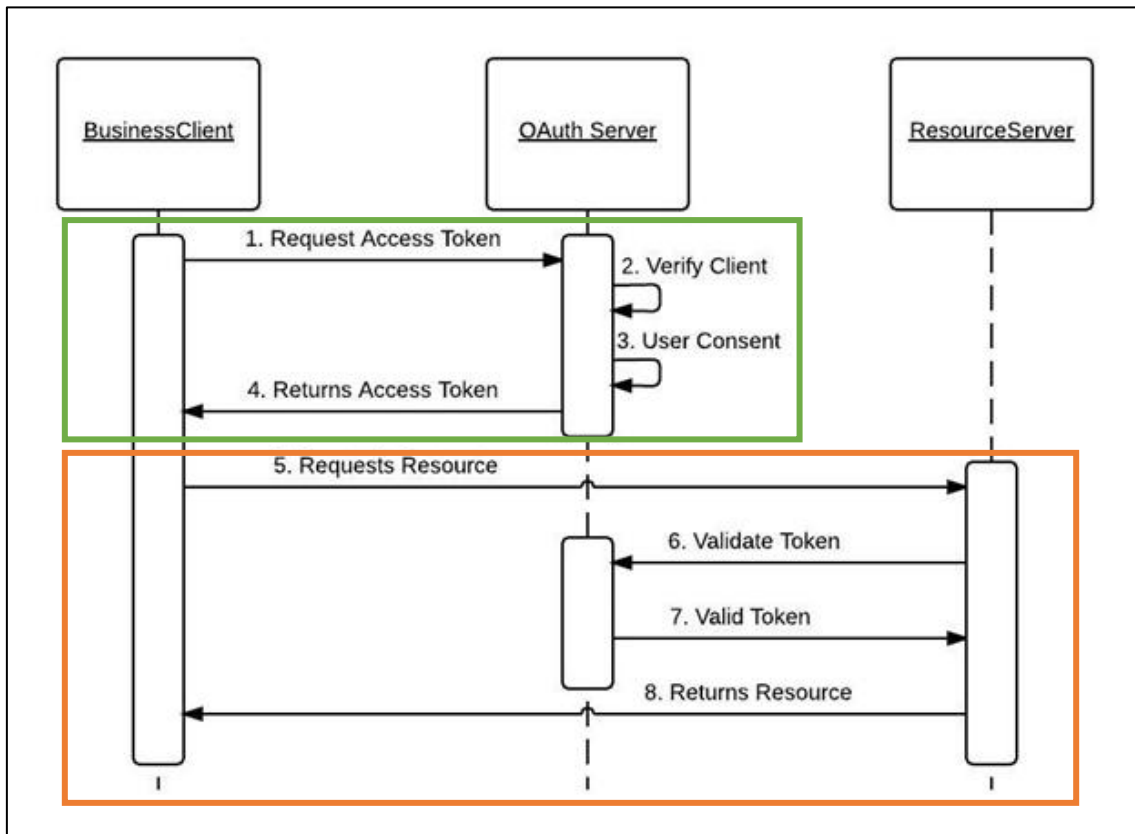 BusinessClient
OAuth Server
ResourceServer
1. Request Access Token
2. Verify Client
3. User Consent
4. Returns Access Token
5. Requests Resource
6. Validate Token
7. Valid Token
8. Returns Resource